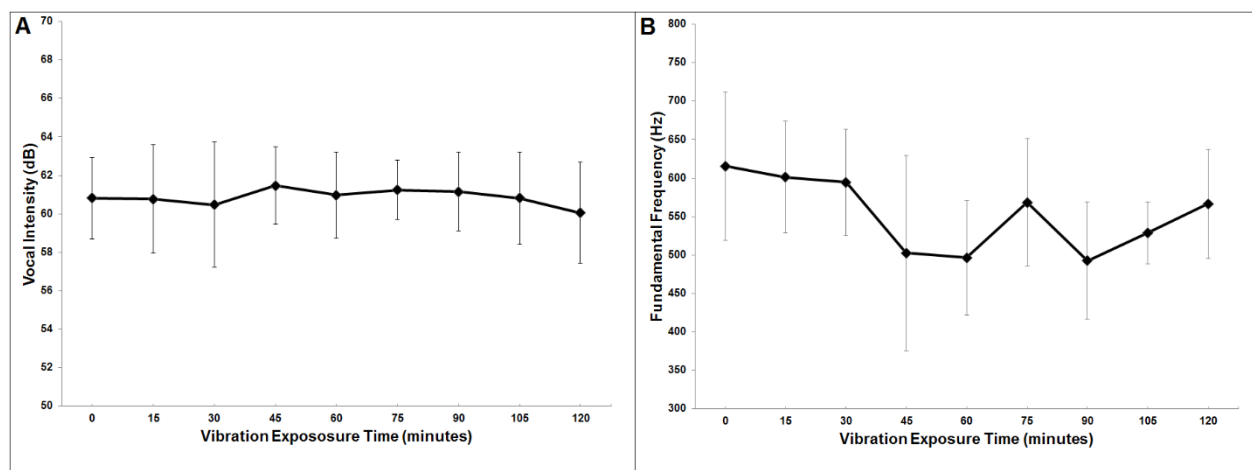 A
Vocal Intensity (dB)
70
68
66
64
62
60
58
56
54
52
50
0 15 30 45 60 75 90 105 120
Vibration Expososure Time (minutes)
B
Fundamental Frequency (Hz)
800
750
700
650
600
550
500
450
400
350
300
0 15 30 45 60 75 90 105 120
Vibration Exposure Time (minutes)